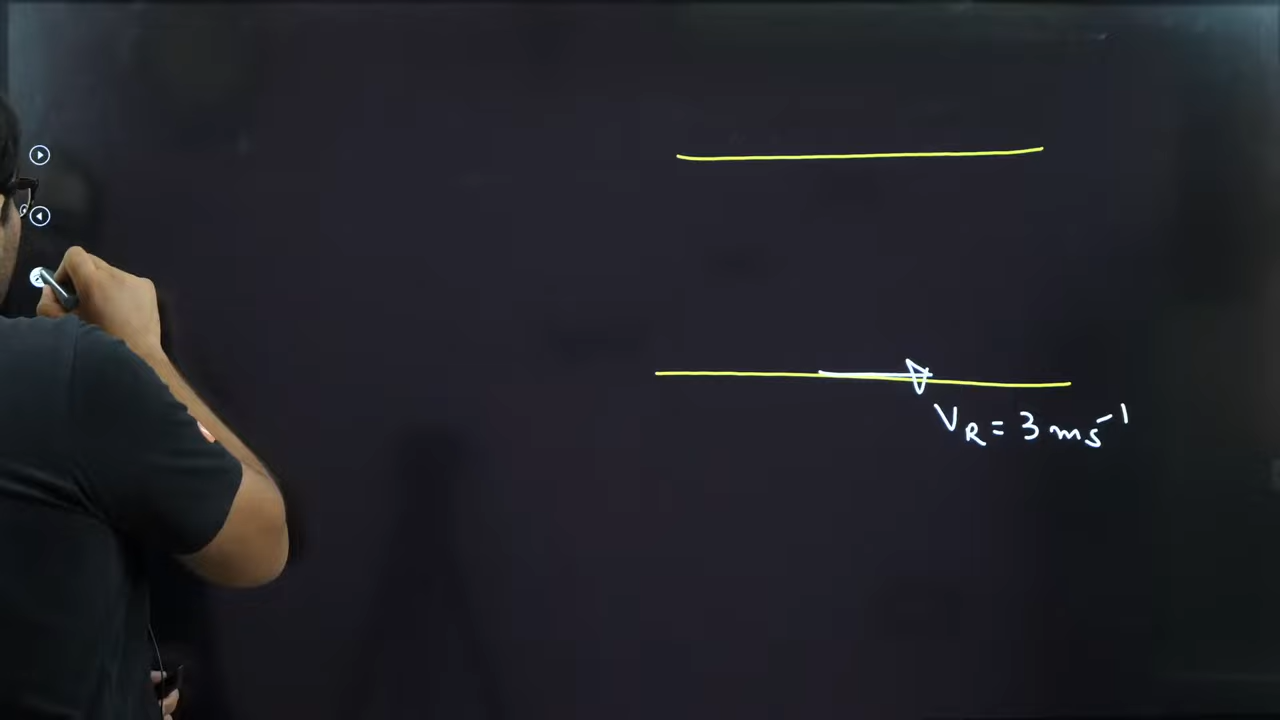 V_R = 3 ms⁻¹